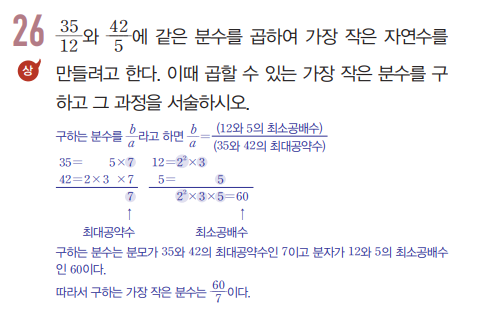 26 35/12와 42/5에 같은 분수를 곱하여 가장 작은 자연수를
상 만들려고 한다. 이때 곱할 수 있는 가장 작은 분수를 구
하고 그 과정을 서술하시오.
구하는 분수를 b/a라고 하면 b/a=(12와 5의 최소공배수)/(35와 42의 최대공약수)
35= 5×7 12=2²×3
42=2×3 ×7 5= 5
7 2²×3×5=60
↑ ↑
최대공약수 최소공배수
구하는 분수는 분모가 35와 42의 최대공약수인 7이고 분자가 12와 5의 최소공배수
인 60이다.
따라서 구하는 가장 작은 분수는 60/7이다.